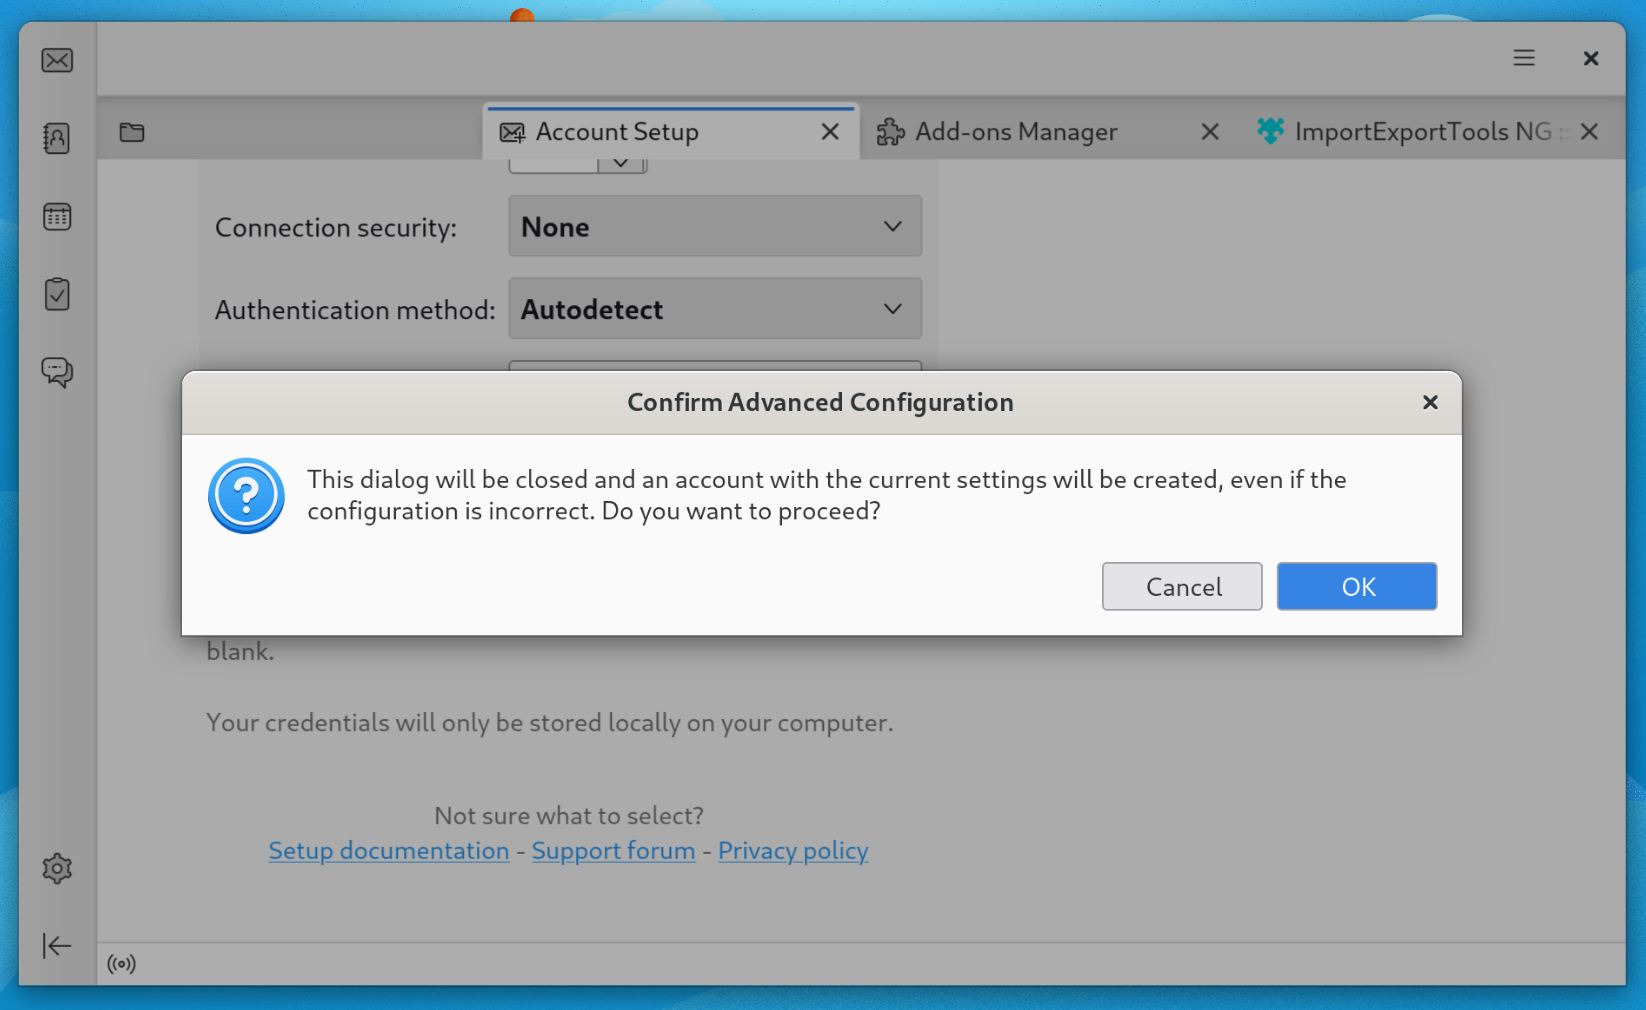 Account Setup
Add-ons Manager
ImportExportTools NG ::
Connection security:
None
Authentication method:
Autodetect
Confirm Advanced Configuration
This dialog will be closed and an account with the current settings will be created, even if the
configuration is incorrect. Do you want to proceed?
Cancel
OK
blank.
Your credentials will only be stored locally on your computer.
Not sure what to select?
Setup documentation - Support forum - Privacy policy